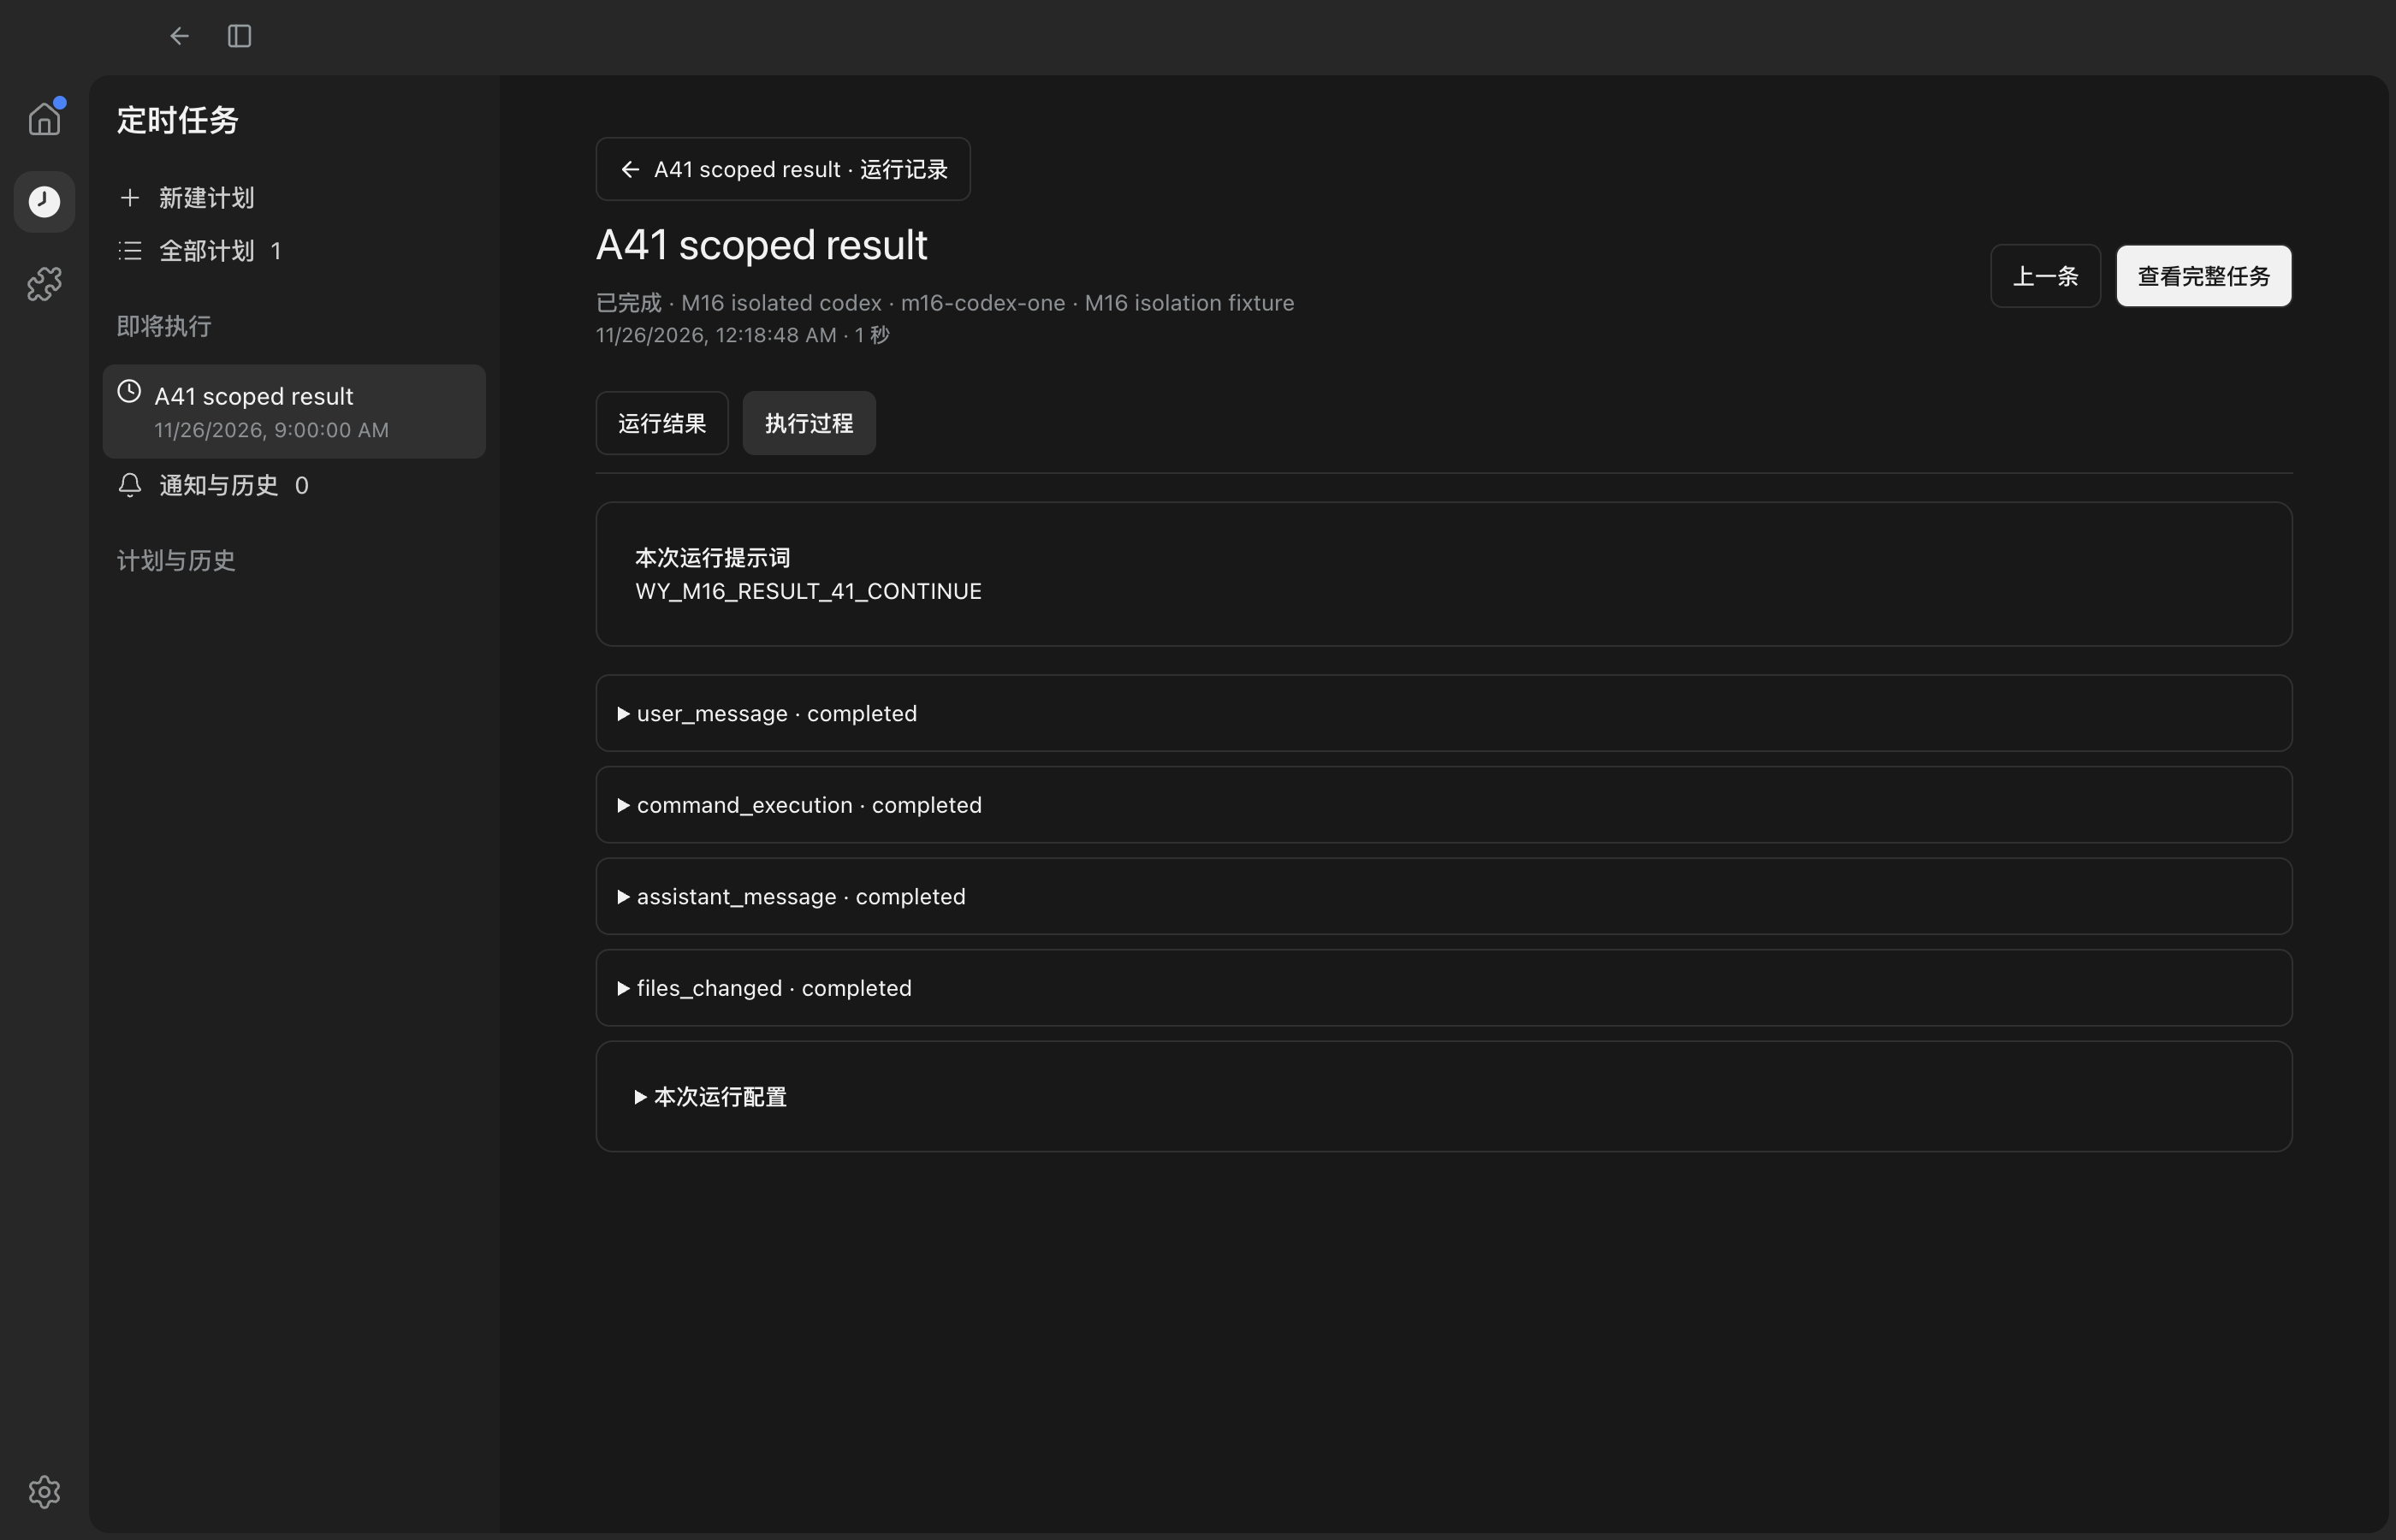 定时任务
新建计划
全部计划 1
即将执行
A41 scoped result
11/26/2026, 9:00:00 AM
通知与历史 0
计划与历史
A41 scoped result · 运行记录
A41 scoped result
已完成 · M16 isolated codex · m16-codex-one · M16 isolation fixture
11/26/2026, 12:18:48 AM · 1 秒
上一条
查看完整任务
运行结果
执行过程
本次运行提示词
WY_M16_RESULT_41_CONTINUE
user_message · completed
command_execution · completed
assistant_message · completed
files_changed · completed
本次运行配置